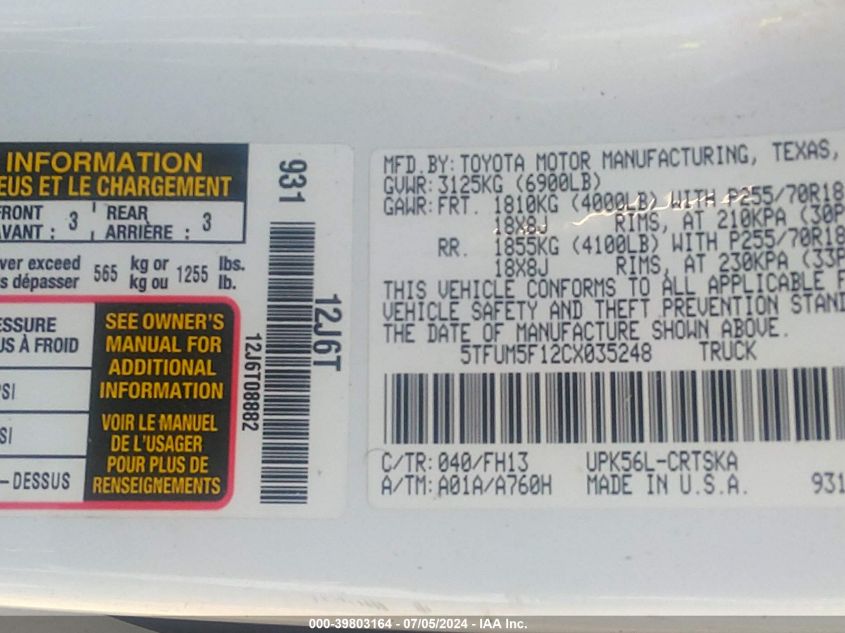 INFORMATION
EUS ET LE CHARGEMENT
FRONT
AVANT : 3
REAR
ARRIÈRE : 3
ver exceed
s dépasser 565 kg or
kg ou 1255 lbs.
lb.
ESSURE
US À FROID
PSI
SI
- DESSUS
SEE OWNER'S
MANUAL FOR
ADDITIONAL
INFORMATION
VOIR LE MANUEL
DE L'USAGER
POUR PLUS DE
RENSEIGNEMENTS
931
12J6T
12J6T08882
MFD. BY: TOYOTA MOTOR MANUFACTURING, TEXAS,
GVWR: 3125KG (6900LB)
GAWR: FRT. 1810KG (4000LB) WITH P255/70R18
18X8J RIMS, AT 210KPA (30P
RR. 1855KG (4100LB) WITH P255/70R18
18X8J RIMS, AT 230KPA (33P
THIS VEHICLE CONFORMS TO ALL APPLICABLE F
VEHICLE SAFETY AND THEFT PREVENTION STAND
THE DATE OF MANUFACTURE SHOWN ABOVE.
5TFUM5F12CX035248 TRUCK
C/TR: 040/FH13 UPK56L-CRTSKA
A/TM: A01A/A760H MADE IN U.S.A. 931
000-39803164 - 07/05/2024 - IAA Inc.